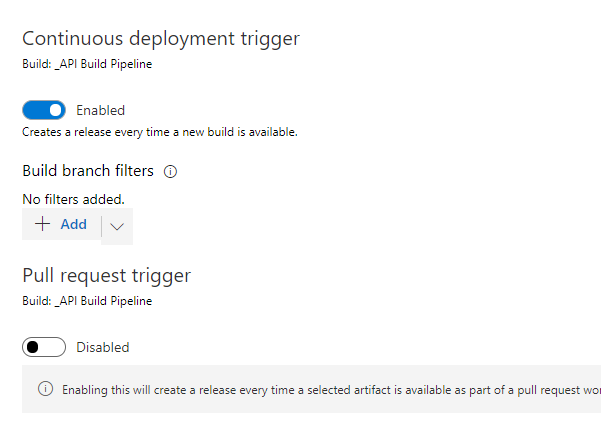 Continuous deployment trigger
Build: _API Build Pipeline
Enabled
Creates a release every time a new build is available.
Build branch filters
No filters added.
+ Add
Pull request trigger
Build: _API Build Pipeline
Disabled
Enabling this will create a release every time a selected artifact is available as part of a pull request